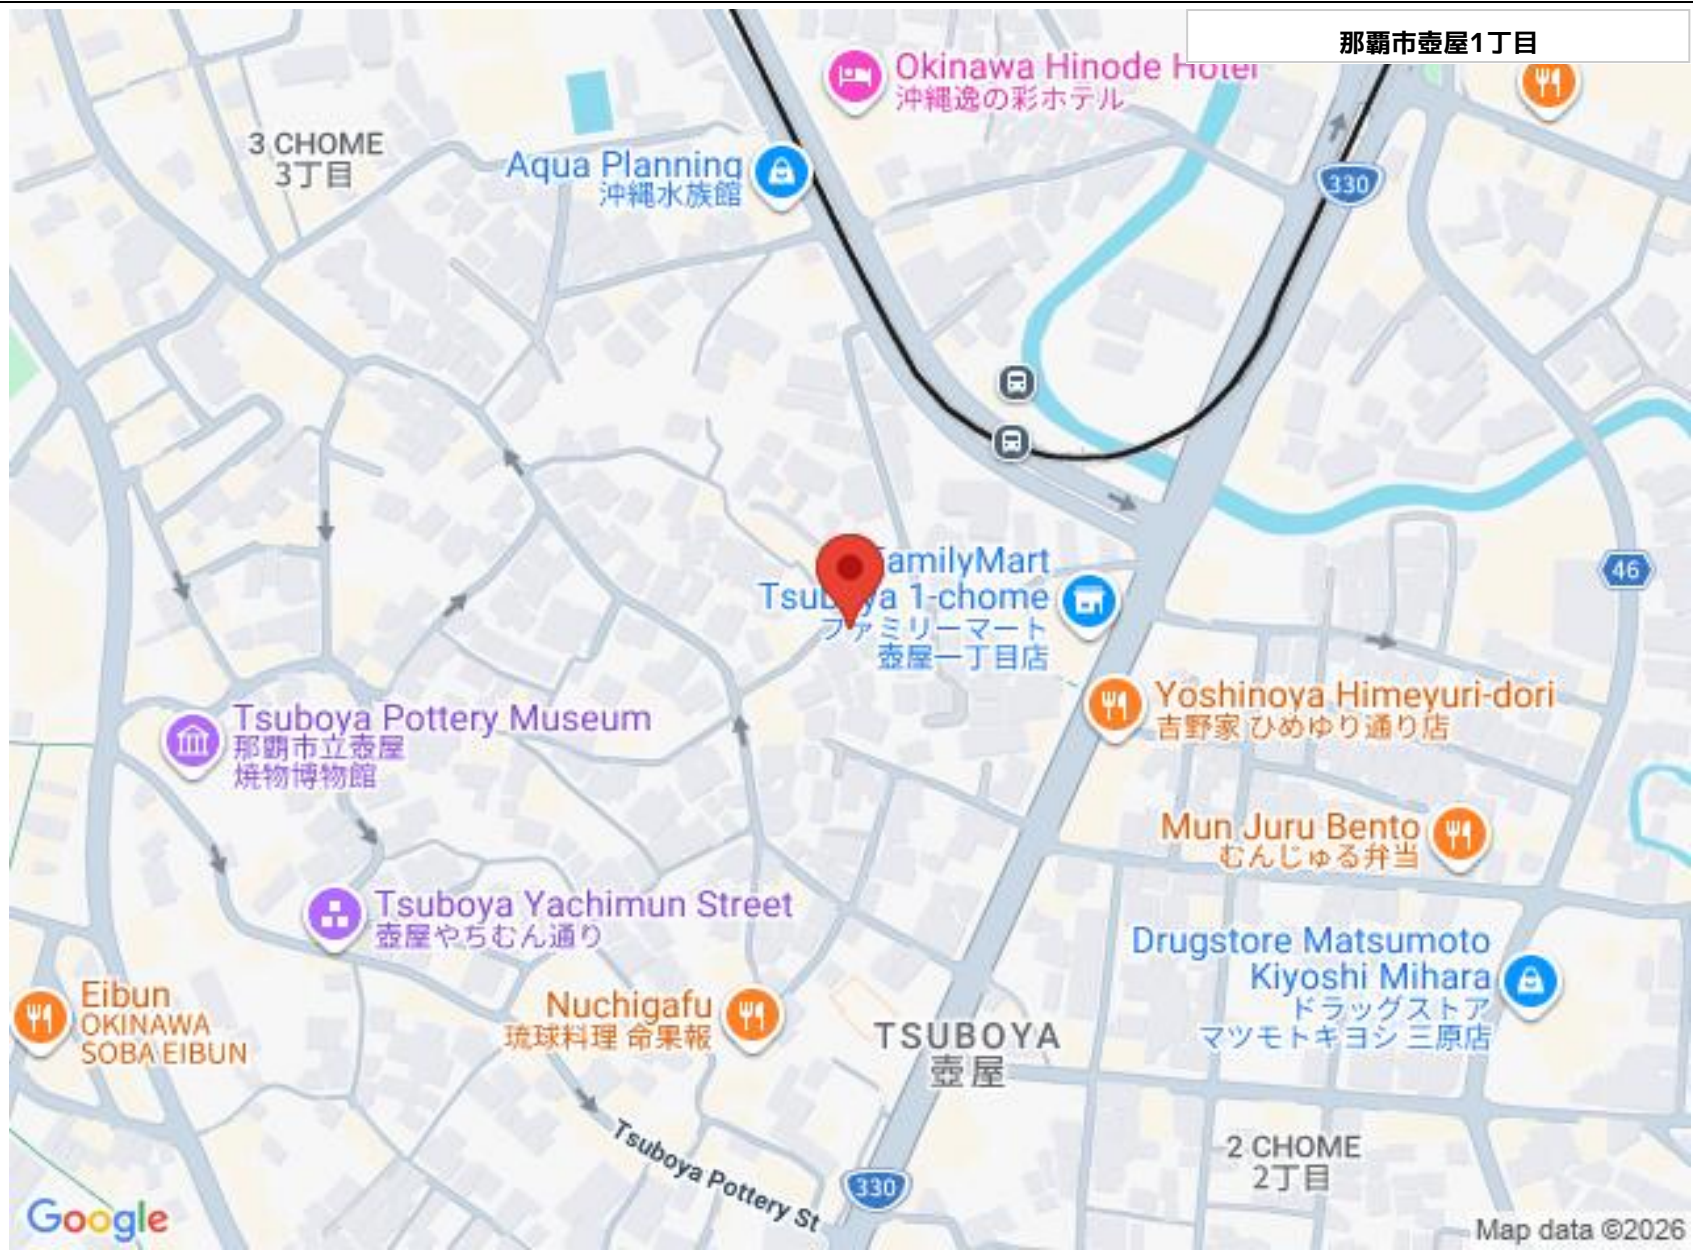 那覇市壺屋1丁目
Okinawa Hinode Hotel
沖縄逸の彩ホテル
3 CHOME
3丁目
Aqua Planning
沖縄水族館
330
FamilyMart
Tsuboya 1-chome
ファミリーマート
壺屋一丁目店
46
Yoshinoya Himeyuri-dori
吉野家 ひめゆり通り店
Tsuboya Pottery Museum
那覇市立壺屋
焼物博物館
Mun Juru Bento
むんじゅる弁当
Tsuboya Yachimun Street
壺屋やちむん通り
Drugstore Matsumoto
Kiyoshi Mihara
ドラッグストア
マツモトキヨシ 三原店
Eibun
OKINAWA
SOBA EIBUN
Nuchigafu
琉球料理 命果報
TSUBOYA
壺屋
Tsuboya Pottery St
2 CHOME
2丁目
330
Google
Map data ©2026